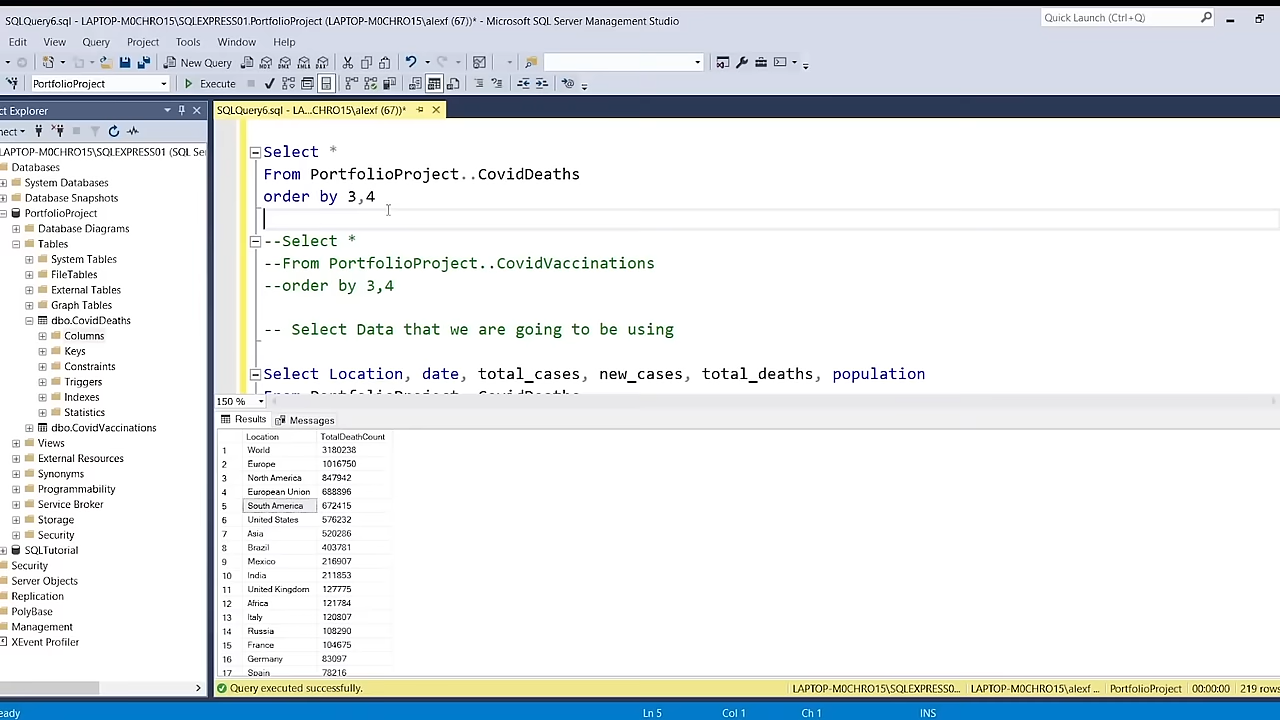 SQLQuery6.sql - LAPTOP-M0CHRO15\SQLEXPRESS01.PortfolioProject (LAPTOP-M0CHRO15\alexf (67))* - Microsoft SQL Server Management Studio
Quick Launch (Ctrl+Q)
Edit View Query Project Tools Window Help
New Query
PortfolioProject Execute
ct Explorer
SQLQuery6.sql - LA...CHRO15\alexf (67))*
nect
LAPTOP-M0CHRO15\SQLEXPRESS01 (SQL Se
Databases
System Databases
Database Snapshots
PortfolioProject
Database Diagrams
Tables
System Tables
FileTables
External Tables
Graph Tables
dbo.CovidDeaths
Columns
Keys
Constraints
Triggers
Indexes
Statistics
dbo.CovidVaccinations
Views
External Resources
Synonyms
Programmability
Service Broker
Storage
Security
SQLTutorial
Security
Server Objects
Replication
PolyBase
Management
XEvent Profiler
Select *
From PortfolioProject..CovidDeaths
order by 3,4
--Select *
--From PortfolioProject..CovidVaccinations
--order by 3,4
-- Select Data that we are going to be using
Select Location, date, total_cases, new_cases, total_deaths, population
From PortfolioProject..CovidDeaths
150 %
Results Messages
Location TotalDeathCount
1 World 3180238
2 Europe 1016750
3 North America 847942
4 European Union 688896
5 South America 672415
6 United States 576232
7 Asia 520286
8 Brazil 403781
9 Mexico 216907
10 India 211853
11 United Kingdom 127775
12 Africa 121784
13 Italy 120807
14 Russia 108290
15 France 104675
16 Germany 83097
17 Spain 78216
Query executed successfully.
LAPTOP-M0CHRO15\SQLEXPRESS0... LAPTOP-M0CHRO15\alexf ... PortfolioProject 00:00:00 219 rows
eady Ln 5 Col 1 Ch 1 INS